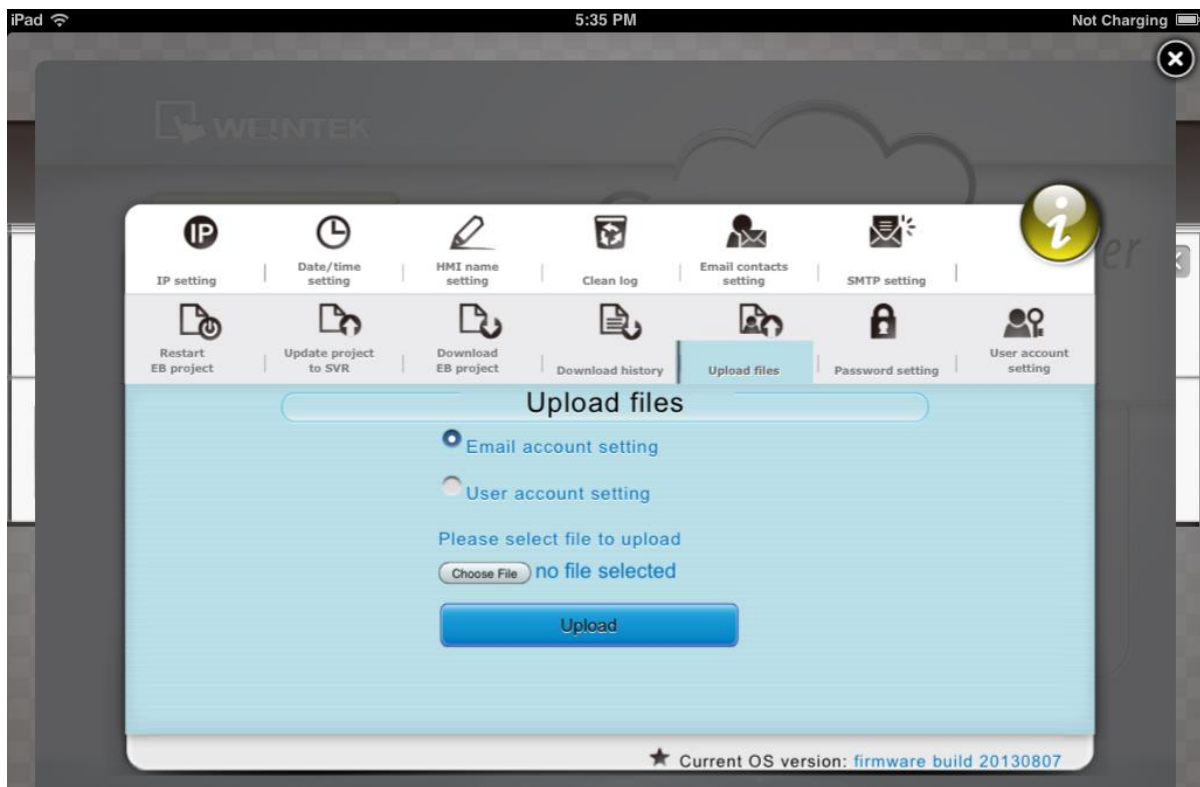 iPad 5:35 PM Not Charging
WEINTEK
er
IP
IP setting
Date/time
setting
HMI name
setting
Clean log
Email contacts
setting
SMTP setting
i
Restart
EB project
Update project
to SVR
Download
EB project
Download history
Upload files
Password setting
User account
setting
Upload files
Email account setting
User account setting
Please select file to upload
Choose File no file selected
Upload
★ Current OS version: firmware build 20130807